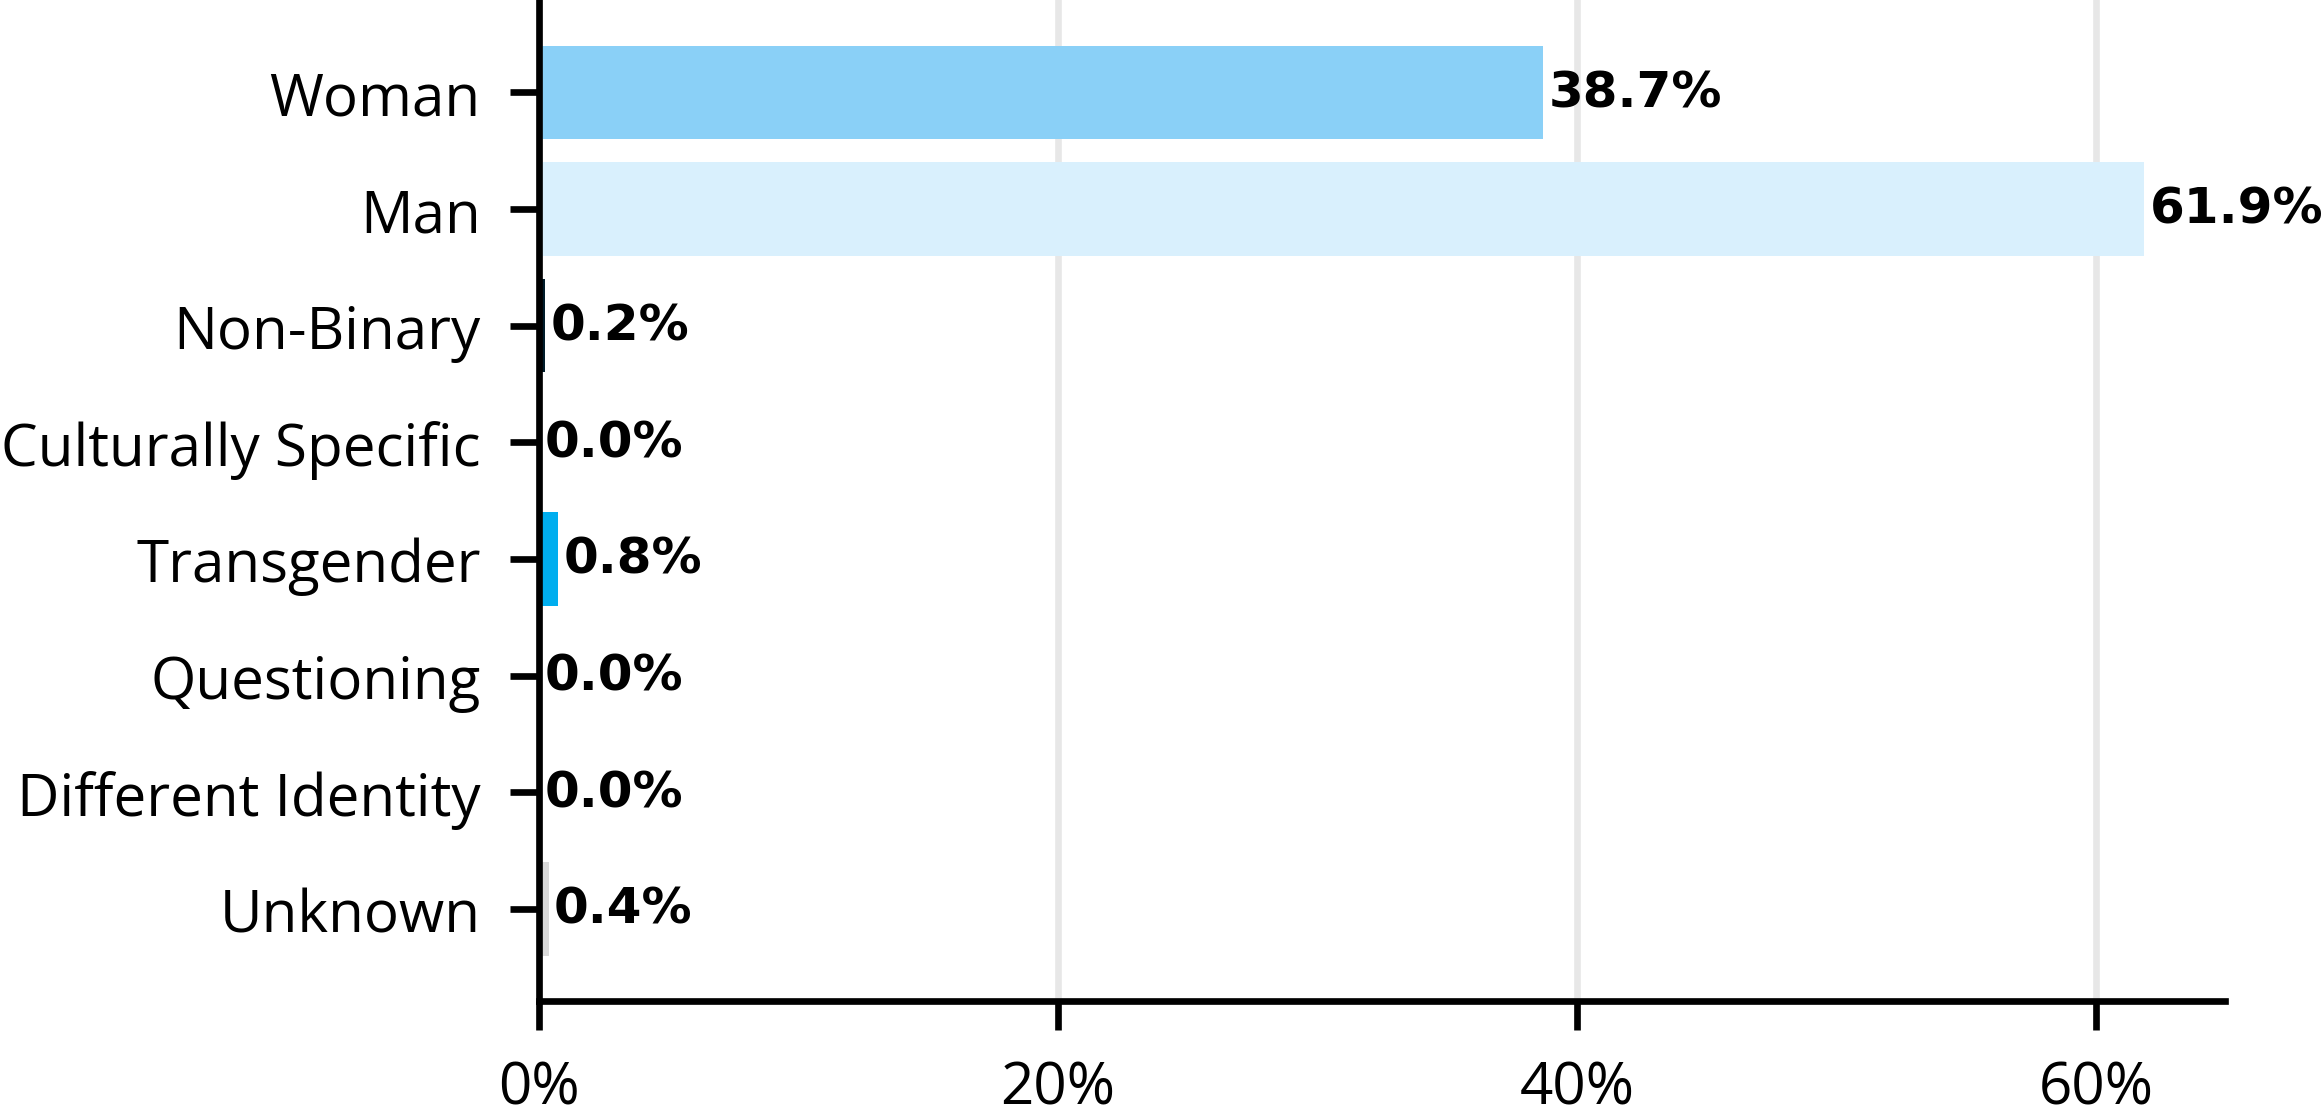 Woman 38.7%
Man 61.9%
Non-Binary 0.2%
Culturally Specific 0.0%
Transgender 0.8%
Questioning 0.0%
Different Identity 0.0%
Unknown 0.4%
0% 20% 40% 60%